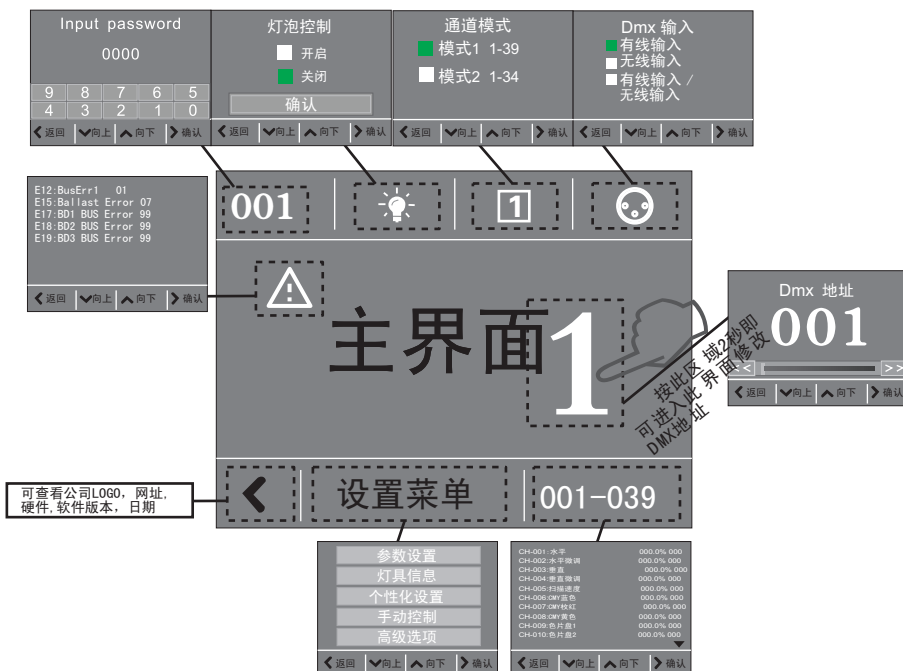 Input password
0000
9 8 7 6 5
4 3 2 1 0
返回 向上 向下 确认
灯泡控制
开启
关闭
确认
返回 向上 向下 确认
通道模式
模式1 1-39
模式2 1-34
返回 向上 向下 确认
Dmx 输入
有线输入
无线输入
有线输入 /
无线输入
返回 向上 向下 确认
E12:BusErr1 01
E15:Ballast Error 07
E17:BD1 BUS Error 99
E18:BD2 BUS Error 99
E19:BD3 BUS Error 99
返回 向上 向下 确认
001
1
主界面
1
按此区 域2秒即
可进入此 界面修改
DMX地址
Dmx 地址
001
<< >>
返回 向上 向下 确认
可查看公司LOGO，网址,
硬件,软件版本，日期
设置菜单
001-039
参数设置
灯具信息
个性化设置
手动控制
高级选项
返回 向上 向下 确认
CH-001:水平 000.0% 000
CH-002:水平微调 000.0% 000
CH-003:垂直 000.0% 000
CH-004:垂直微调 000.0% 000
CH-005:扫描速度 000.0% 000
CH-006:CMY蓝色 000.0% 000
CH-007:CMY枚红 000.0% 000
CH-008:CMY黄色 000.0% 000
CH-009:色片盘1 000.0% 000
CH-010:色片盘2 000.0% 000
返回 向上 向下 确认